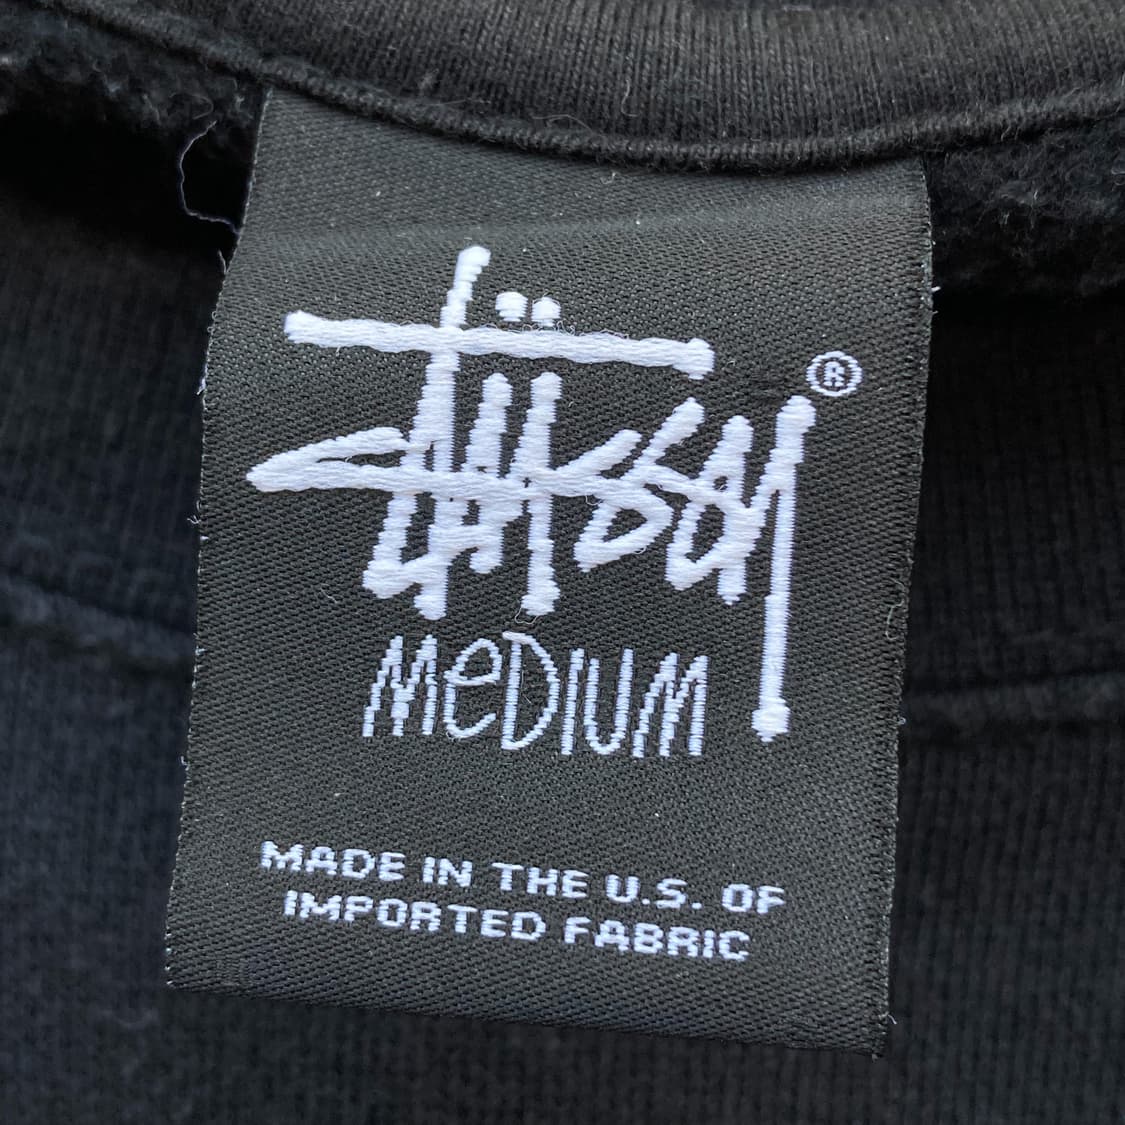 Stüssy ®
MeDIUM
MADE IN THE U.S. OF
IMPORTED FABRIC